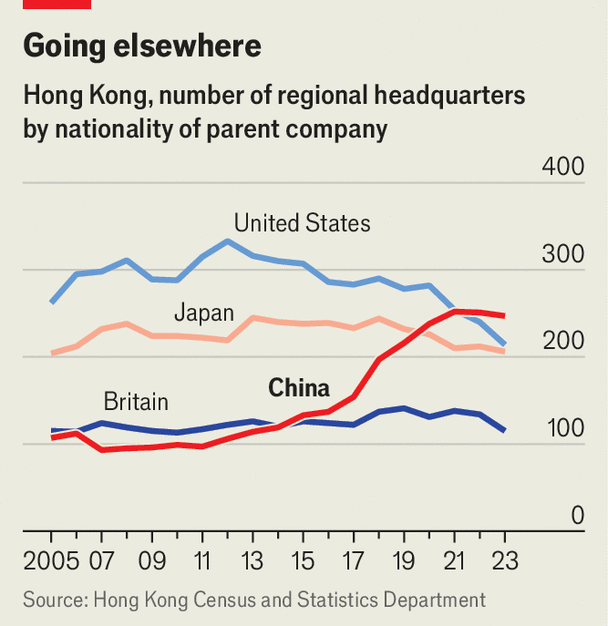 Going elsewhere
Hong Kong, number of regional headquarters
by nationality of parent company
400
United States
300
Japan
200
China
Britain
100
0
2005 07 09 11 13 15 17 19 21 23
Source: Hong Kong Census and Statistics Department